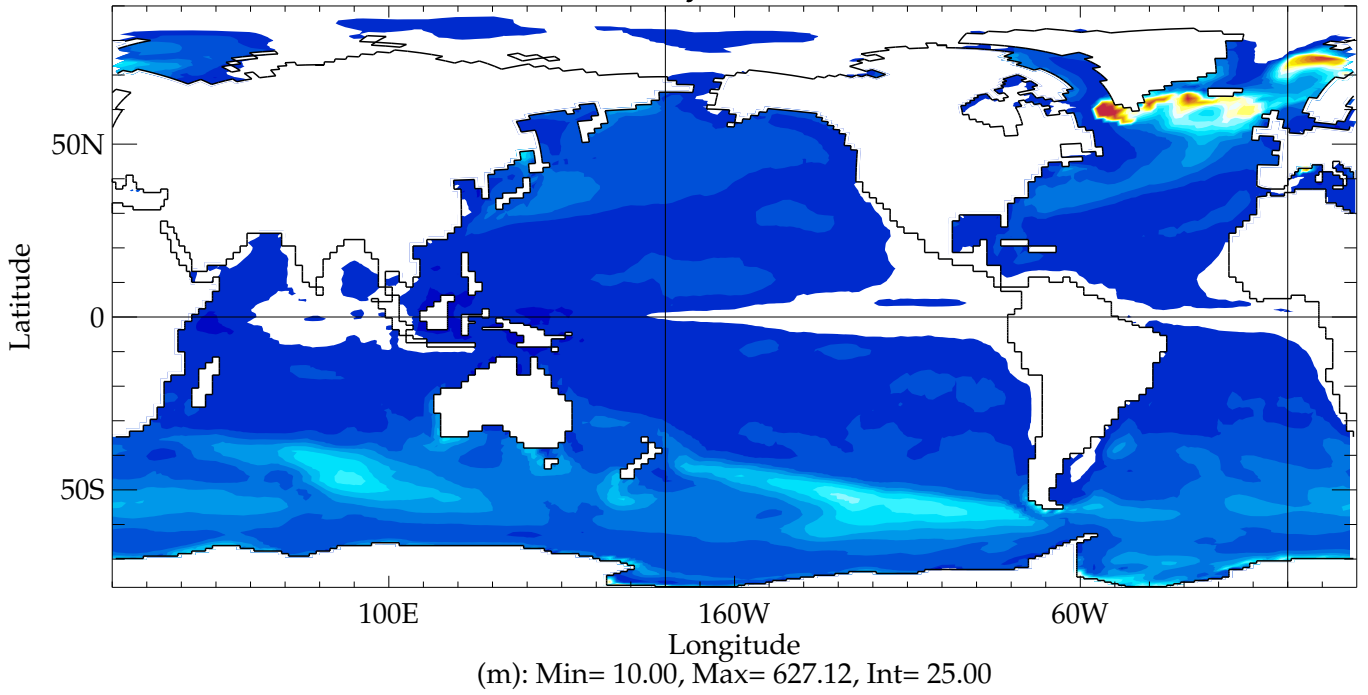 50N
0
50S
Latitude
100E
160W
60W
Longitude
(m): Min= 10.00, Max= 627.12, Int= 25.00